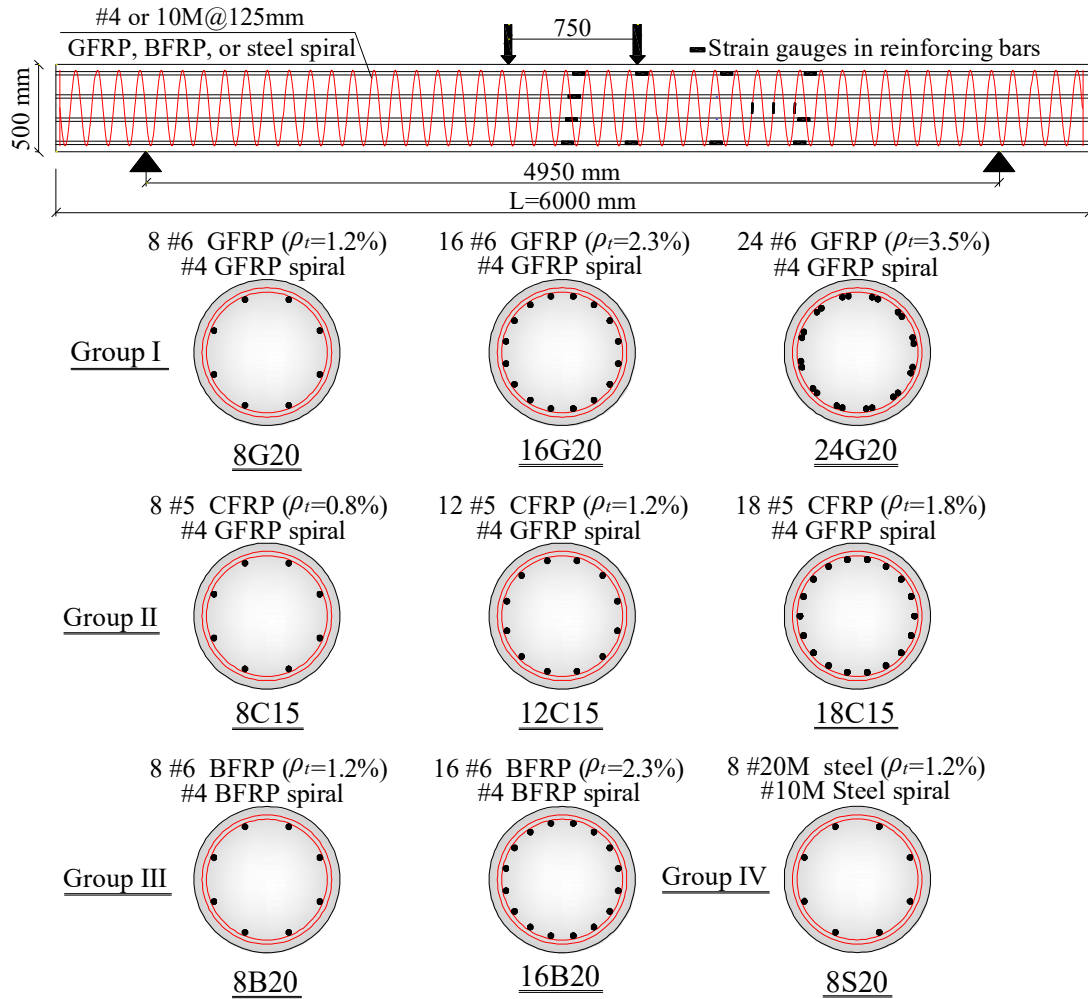 #4 or 10M@125mm
GFRP, BFRP, or steel spiral
750
Strain gauges in reinforcing bars
500 mm
4950 mm
L=6000 mm
8 #6 GFRP (ρt=1.2%)
#4 GFRP spiral
16 #6 GFRP (ρt=2.3%)
#4 GFRP spiral
24 #6 GFRP (ρt=3.5%)
#4 GFRP spiral
Group I
8G20
16G20
24G20
8 #5 CFRP (ρt=0.8%)
#4 GFRP spiral
12 #5 CFRP (ρt=1.2%)
#4 GFRP spiral
18 #5 CFRP (ρt=1.8%)
#4 GFRP spiral
Group II
8C15
12C15
18C15
8 #6 BFRP (ρt=1.2%)
#4 BFRP spiral
16 #6 BFRP (ρt=2.3%)
#4 BFRP spiral
8 #20M steel (ρt=1.2%)
#10M Steel spiral
Group III
Group IV
8B20
16B20
8S20